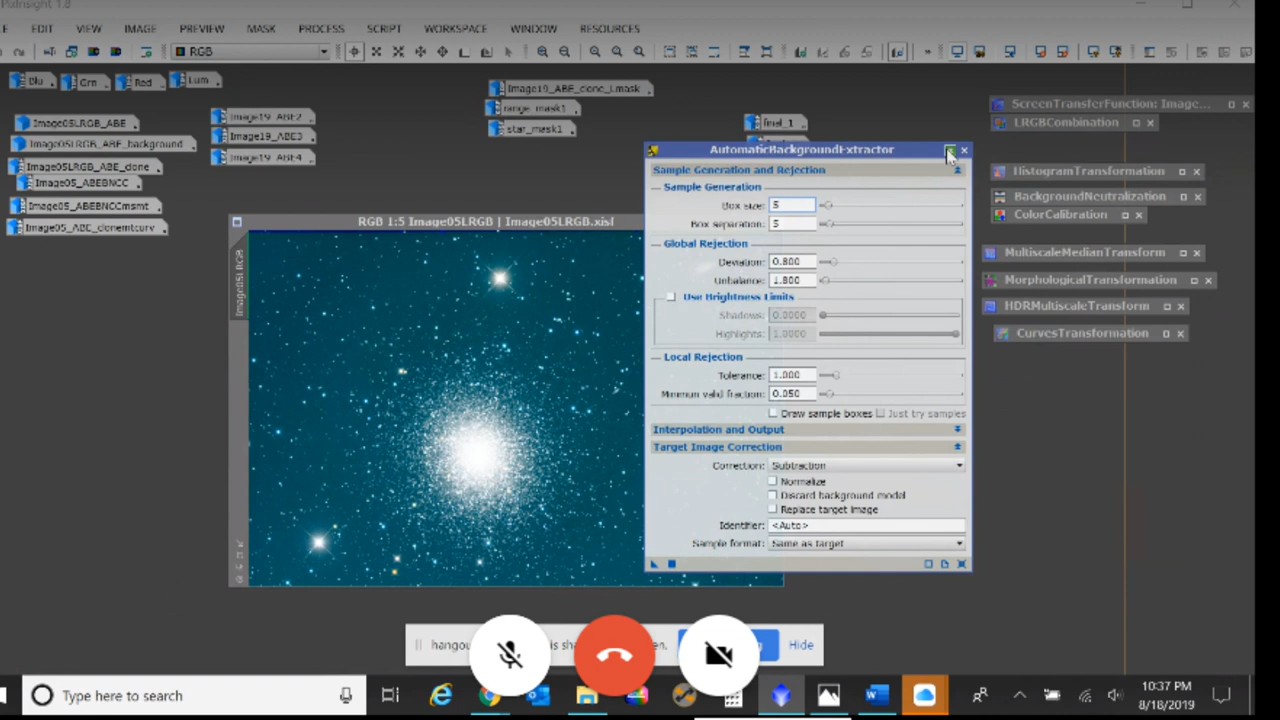 PixInsight 1.8
EDIT VIEW IMAGE PREVIEW MASK PROCESS SCRIPT WORKSPACE WINDOW RESOURCES
RGB
Blu Grn Red Lum
Image05LRGB_ABE
Image05LRGB_ABE_background
Image05LRGB_ABE_done
Image05_ABEBNCC
Image05_ABEBNCCmsmt
Image05_ABE_donemtcurv
Image19_ABE2
Image19_ABE3
Image19_ABE4
Image19_ABE_clone_Lmask
range_mask1
star_mask1
final_1
ScreenTransferFunction: Image...
LRGBCombination
HistogramTransformation
BackgroundNeutralization
ColorCalibration
MultiscaleMedianTransform
MorphologicalTransformation
HDRMultiscaleTransform
CurvesTransformation
RGB 1:5 Image05LRGB | Image05LRGB.xisf
Image05LRGB
AutomaticBackgroundExtractor
Sample Generation and Rejection
Sample Generation
Box size: 5
Box separation: 5
Global Rejection
Deviation: 0.800
Unbalance: 1.800
Use Brightness Limits
Shadows: 0.0000
Highlights: 1.0000
Local Rejection
Tolerance: 1.000
Minimum valid fraction: 0.050
Draw sample boxes Just try samples
Interpolation and Output
Target Image Correction
Correction: Subtraction
Normalize
Discard background model
Replace target image
Identifier: <Auto>
Sample format: Same as target
Hide
Type here to search
10:37 PM
8/18/2019